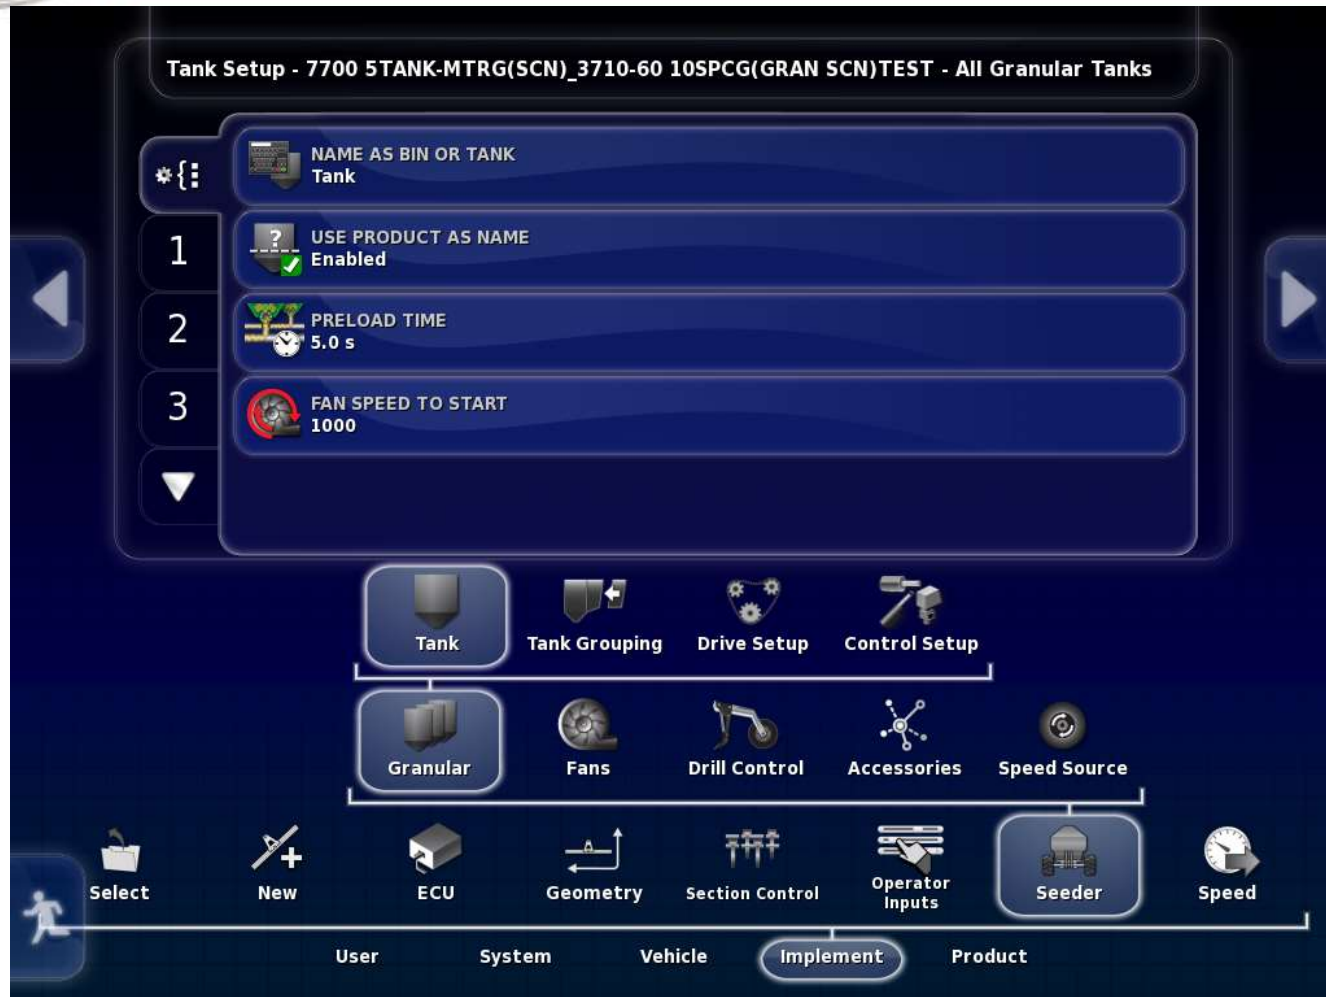 Tank Setup - 7700 5TANK-MTRG(SCN)_3710-60 10SPCG(GRAN SCN)TEST - All Granular Tanks
NAME AS BIN OR TANK
Tank
1
USE PRODUCT AS NAME
Enabled
2
PRELOAD TIME
5.0 s
3
FAN SPEED TO START
1000
Tank
Tank Grouping
Drive Setup
Control Setup
Granular
Fans
Drill Control
Accessories
Speed Source
Select
New
ECU
Geometry
Section Control
Operator
Inputs
Seeder
Speed
User
System
Vehicle
Implement
Product